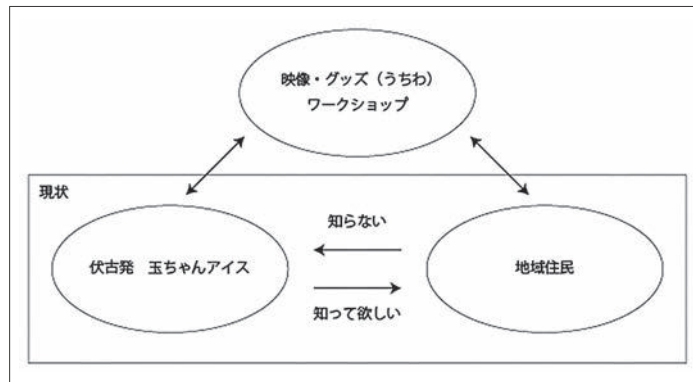 映像・グッズ（うちわ）
ワークショップ
現状
知らない
伏古発　玉ちゃんアイス
地域住民
知って欲しい